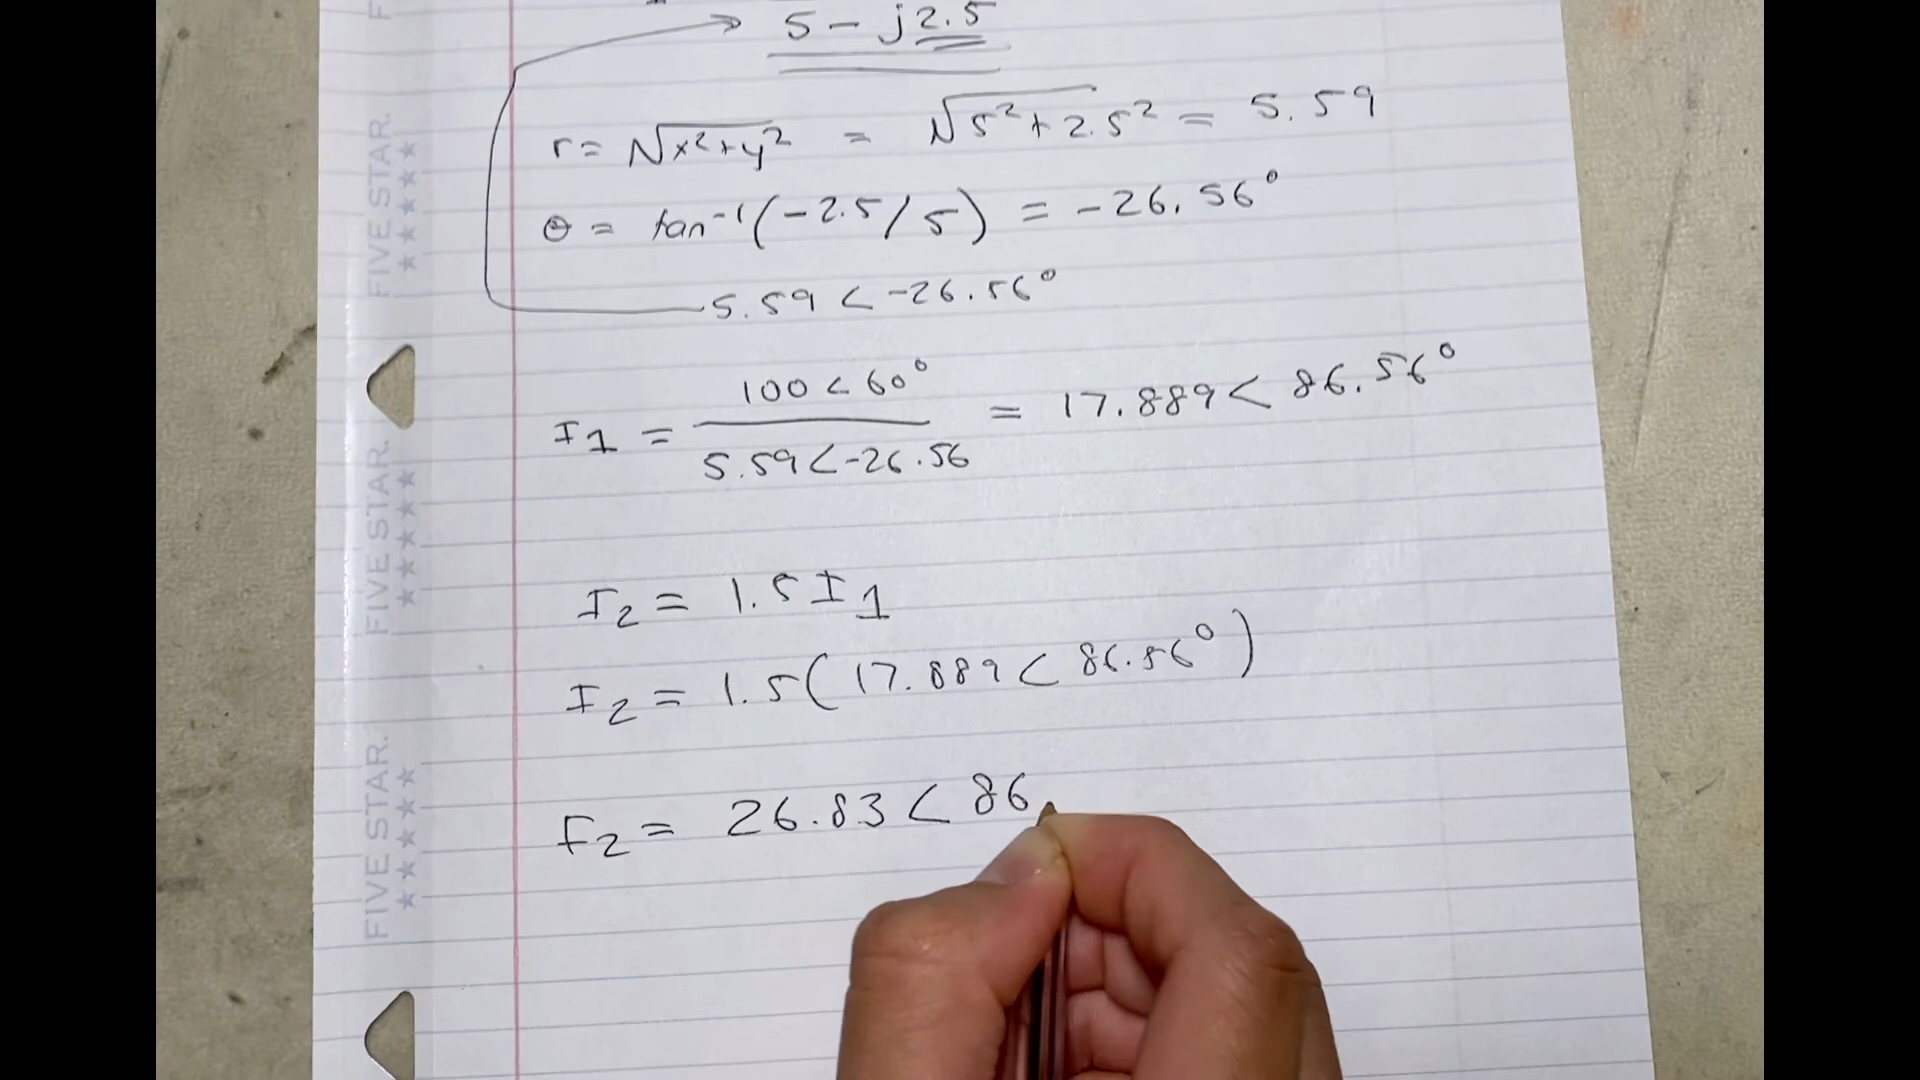 5 - j2.5
r = √x²+y² = √5²+2.5² = 5.59
θ = tan⁻¹(-2.5/5) = -26.56°
5.59 < -26.56°
100 < 60°
I1 = = 17.889 < 86.56°
5.59 < -26.56
I2 = 1.5 I1
I2 = 1.5(17.889 < 86.56°)
I2 = 26.83 < 86.
FIVE STAR.
FIVE STAR.
FIVE STAR.